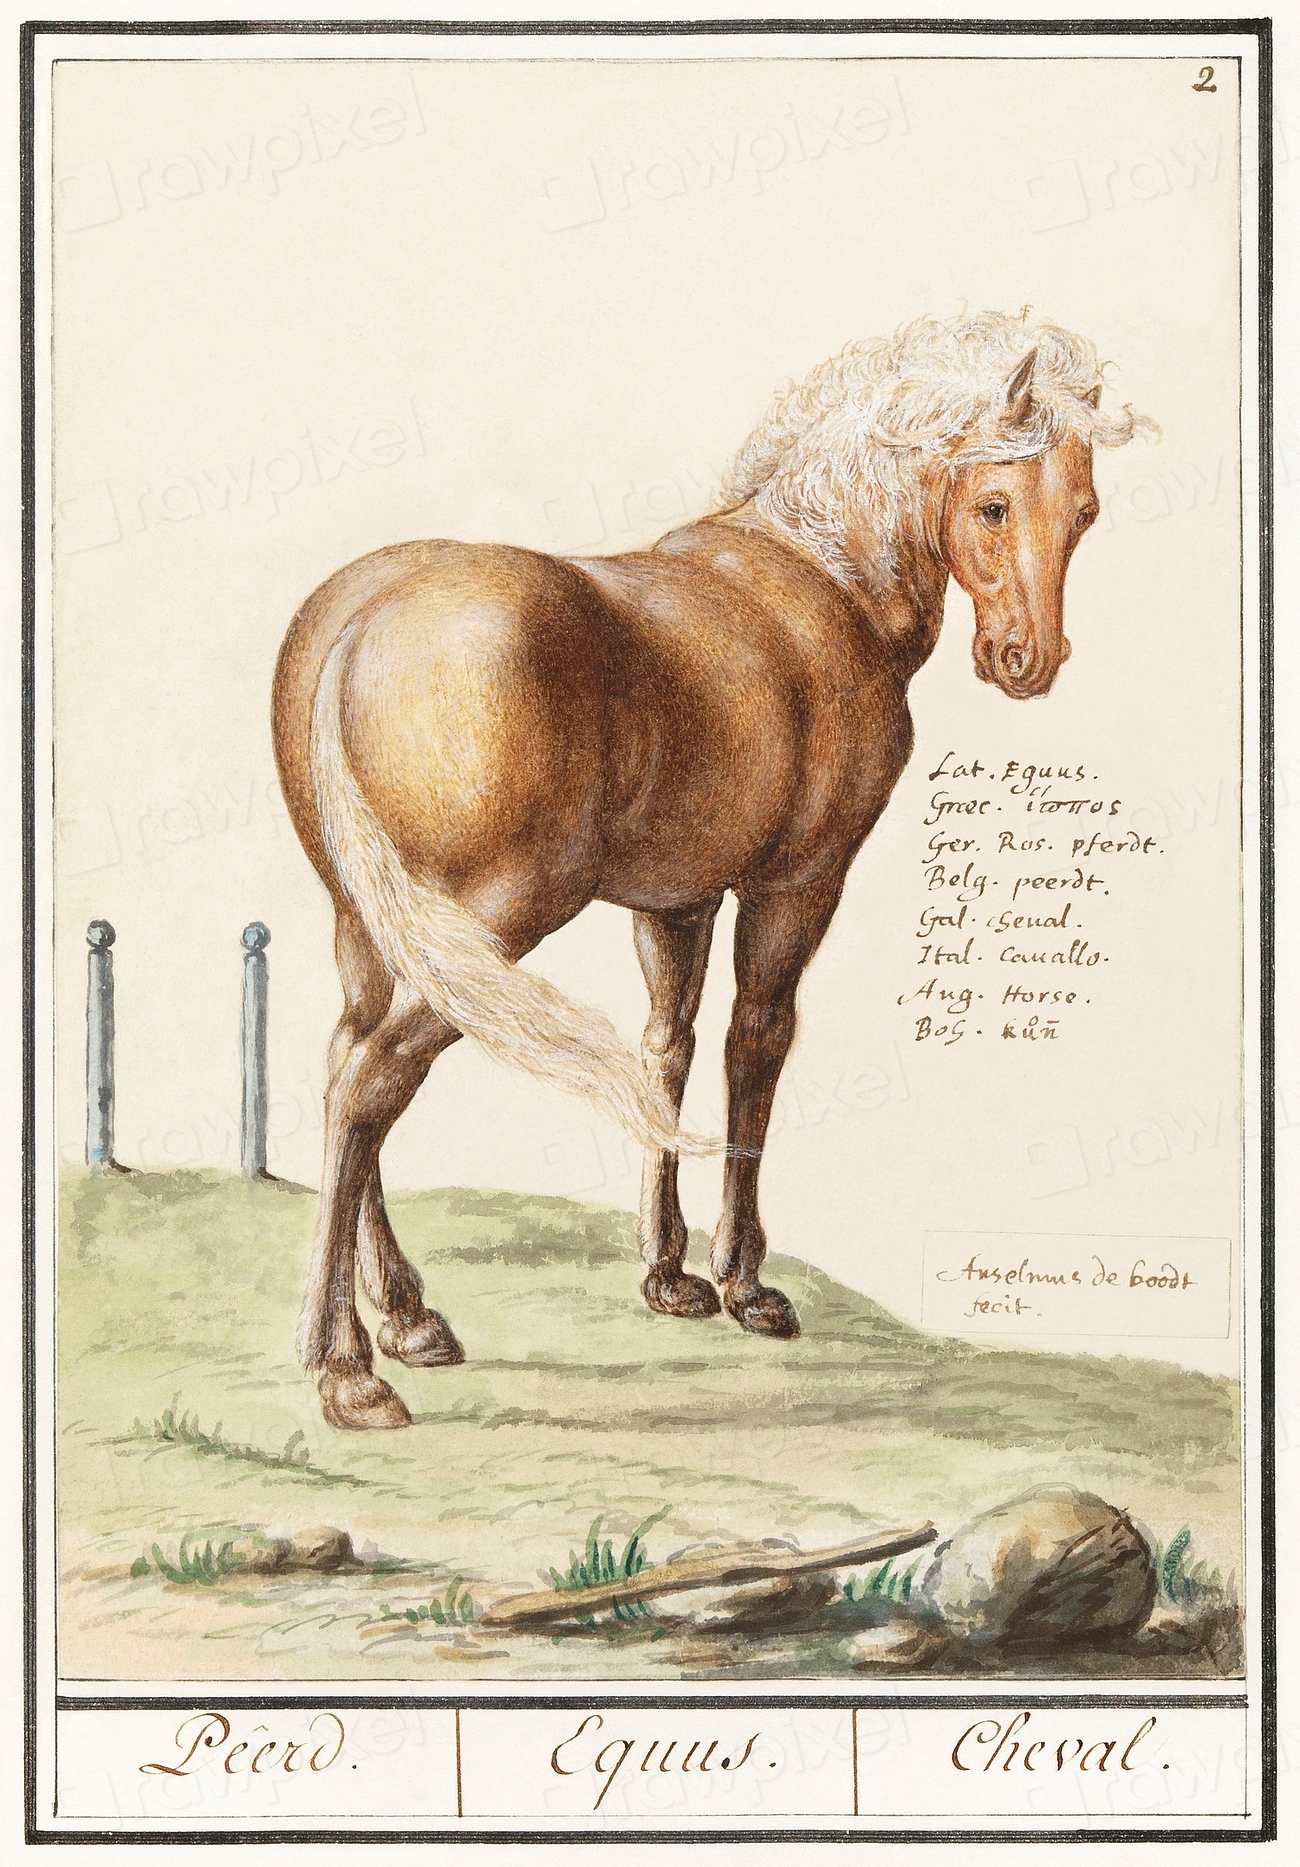 2
Lat. Equus.
Græc. ἵππος
Ger. Ros. pferdt.
Belg. peerdt.
Gal. cheual.
Ital. Cauallo.
Ang. Horse.
Boh. kůn̄
Anselmus de boodt
fecit.
Pêerd. Equus. Cheval.
rawpixel